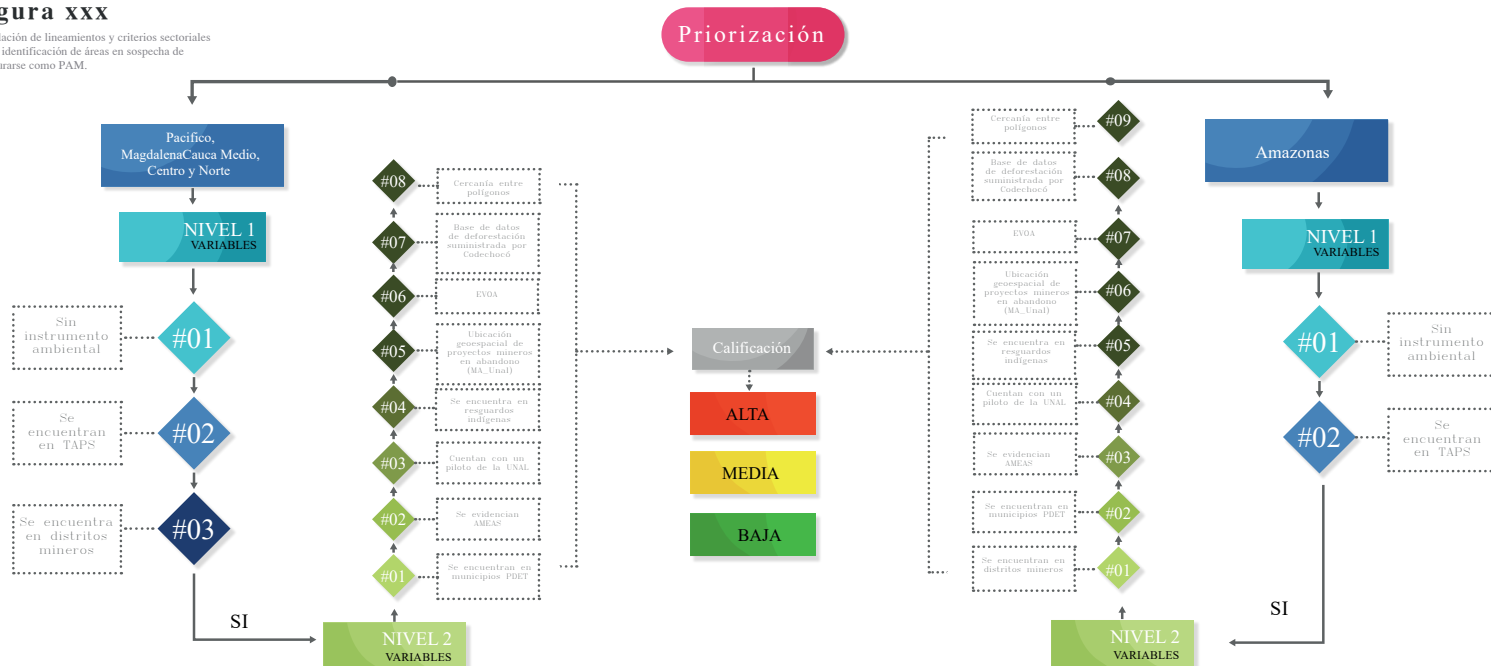 gura xxx
lación de lineamientos y criterios sectoriales
identificación de áreas en sospecha de
urarse como PAM.
Priorización
Pacifico,
MagdalenaCauca Medio,
Centro y Norte
NIVEL 1
VARIABLES
Sin
instrumento
ambiental
#01
Se
encuentran
en TAPS
#02
Se encuentra
en distritos
mineros
#03
SI
NIVEL 2
VARIABLES
#08
Cercanía entre
polígonos
#07
Base de datos
de deforestación
suministrada por
Codechocó
#06
EVOA
#05
Ubicación
geoespacial de
proyectos mineros
en abandono
(MA_Unal)
#04
Se encuentra en
resguardos
indígenas
#03
Cuentan con un
piloto de la UNAL
#02
Se evidencian
AMEAS
#01
Se encuentran en
municipios PDET
Calificación
ALTA
MEDIA
BAJA
Cercanía entre
polígonos
#09
Base de datos de
deforestación
suministrada por
Codechocó
#08
EVOA
#07
Ubicación
geoespacial de
proyectos mineros
en abandono
(MA_Unal)
#06
Se encuentra en
resguardos
indígenas
#05
Cuentan con un
piloto de la UNAL
#04
Se evidencian
AMEAS
#03
Se encuentran en
municipios PDET
#02
Se encuentran en
distritos mineros
#01
NIVEL 2
VARIABLES
Amazonas
NIVEL 1
VARIABLES
#01
Sin
instrumento
ambiental
#02
Se
encuentran
en TAPS
SI